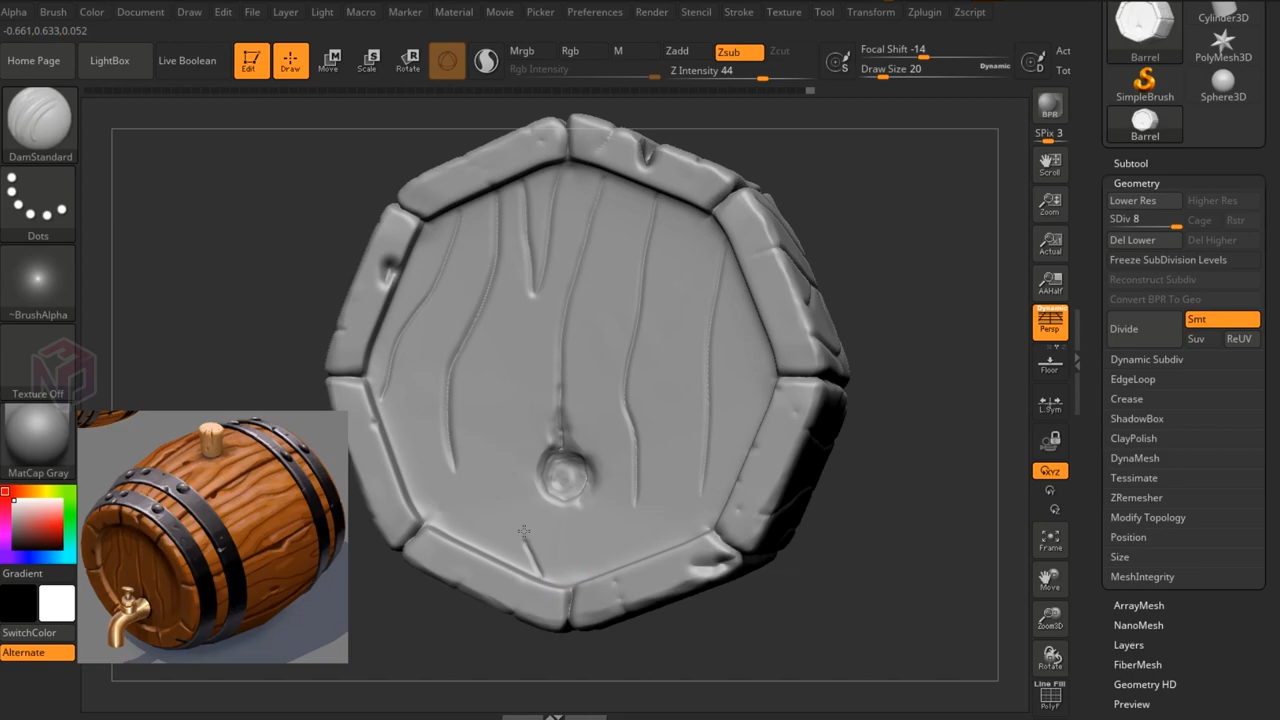 Alpha Brush Color Document Draw Edit File Layer Light Macro Marker Material Movie Picker Preferences Render Stencil Stroke Texture Tool Transform Zplugin Zscript
-0.661,0.633,0.052
Home Page LightBox Live Boolean Edit Draw Move Scale Rotate
Mrgb Rgb M Zadd Zsub Zcut
Rgb Intensity Z Intensity 44
S Focal Shift -14
Draw Size 20 Dynamic D
Act
Tot
DamStandard
Dots
~BrushAlpha
Texture Off
MatCap Gray
Gradient
SwitchColor
Alternate
BPR
SPix 3
Scroll
Zoom
Actual
AAHalf
Dynamic
Persp
Floor
L.Sym
XYZ
Frame
Move
Zoom3D
Rotate
Line Fill
PolyF
Cylinder3D
Barrel PolyMesh3D
SimpleBrush Sphere3D
Barrel
Subtool
Geometry
Lower Res Higher Res
SDiv 8 Cage Rstr
Del Lower Del Higher
Freeze SubDivision Levels
Reconstruct Subdiv
Convert BPR To Geo
Divide Smt
Suv ReUV
Dynamic Subdiv
EdgeLoop
Crease
ShadowBox
ClayPolish
DynaMesh
Tessimate
ZRemesher
Modify Topology
Position
Size
MeshIntegrity
ArrayMesh
NanoMesh
Layers
FiberMesh
Geometry HD
Preview